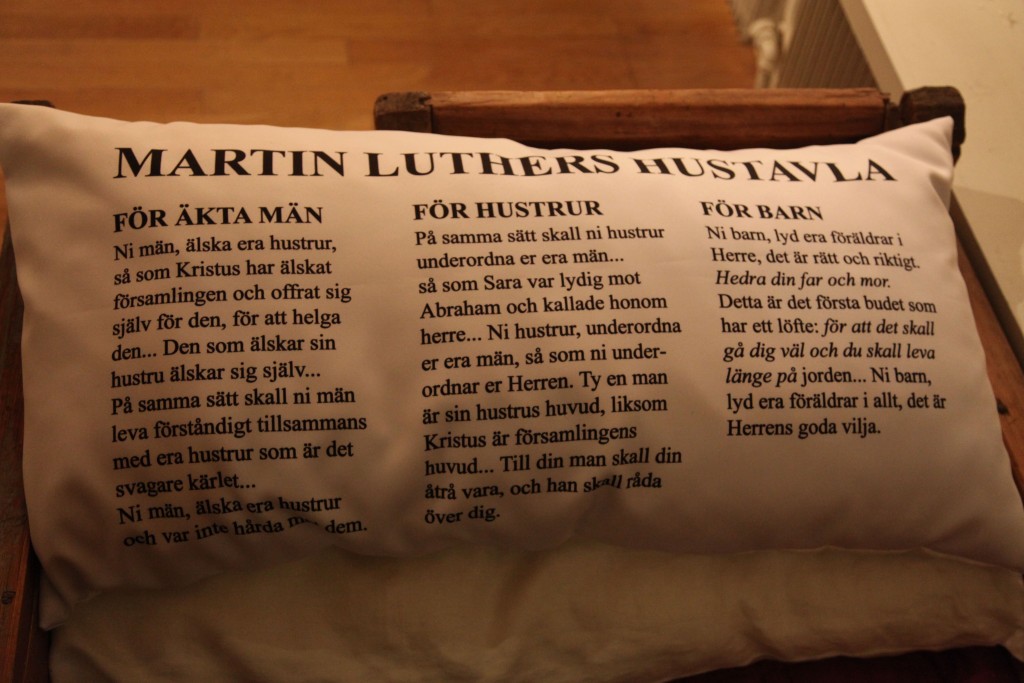 MARTIN LUTHERS HUSTAVLA
FÖR ÄKTA MÄN
Ni män, älska era hustrur,
så som Kristus har älskat
församlingen och offrat sig
själv för den, för att helga
den... Den som älskar sin
hustru älskar sig själv...
På samma sätt skall ni män
leva förståndigt tillsammans
med era hustrur som är det
svagare kärlet...
Ni män, älska era hustrur
och var inte hårda mot dem.
FÖR HUSTRUR
På samma sätt skall ni hustrur
underordna er era män...
så som Sara var lydig mot
Abraham och kallade honom
herre... Ni hustrur, underordna
er era män, så som ni under-
ordnar er Herren. Ty en man
är sin hustrus huvud, liksom
Kristus är församlingens
huvud... Till din man skall din
åtrå vara, och han skall råda
över dig.
FÖR BARN
Ni barn, lyd era föräldrar i
Herre, det är rätt och riktigt.
Hedra din far och mor.
Detta är det första budet som
har ett löfte: för att det skall
gå dig väl och du skall leva
länge på jorden... Ni barn,
lyd era föräldrar i allt, det är
Herrens goda vilja.